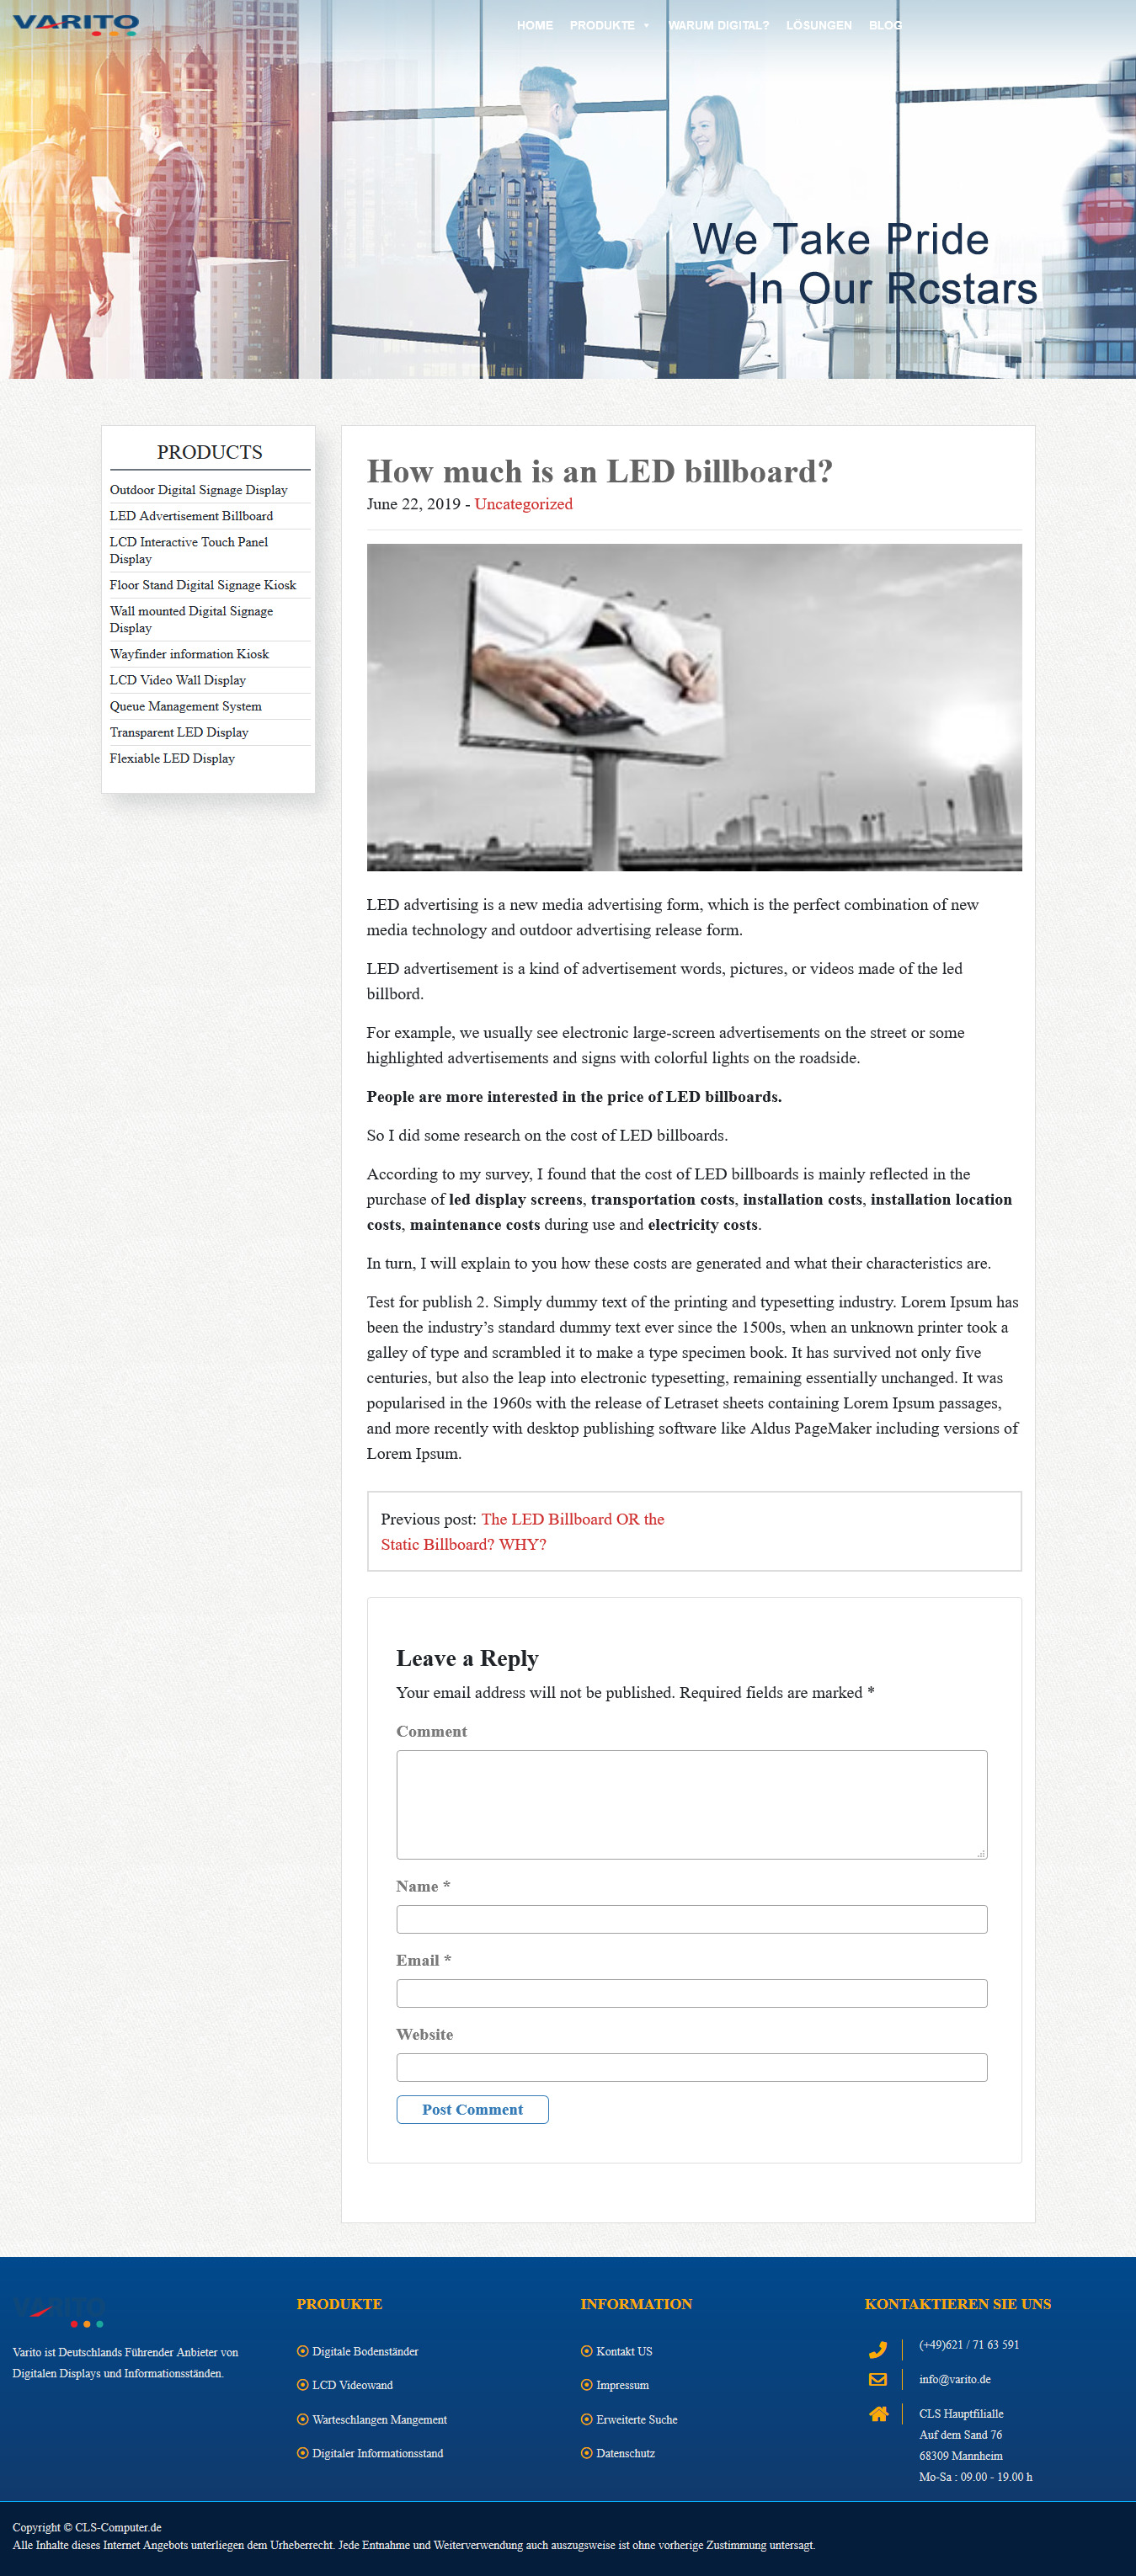 VARITO
HOME PRODUKTE WARUM DIGITAL? LÖSUNGEN BLOG
We Take Pride
In Our Rcstars
PRODUCTS
Outdoor Digital Signage Display
LED Advertisement Billboard
LCD Interactive Touch Panel
Display
Floor Stand Digital Signage Kiosk
Wall mounted Digital Signage
Display
Wayfinder information Kiosk
LCD Video Wall Display
Queue Management System
Transparent LED Display
Flexiable LED Display
How much is an LED billboard?
June 22, 2019 - Uncategorized
LED advertising is a new media advertising form, which is the perfect combination of new
media technology and outdoor advertising release form.
LED advertisement is a kind of advertisement words, pictures, or videos made of the led
billbord.
For example, we usually see electronic large-screen advertisements on the street or some
highlighted advertisements and signs with colorful lights on the roadside.
People are more interested in the price of LED billboards.
So I did some research on the cost of LED billboards.
According to my survey, I found that the cost of LED billboards is mainly reflected in the
purchase of led display screens, transportation costs, installation costs, installation location
costs, maintenance costs during use and electricity costs.
In turn, I will explain to you how these costs are generated and what their characteristics are.
Test for publish 2. Simply dummy text of the printing and typesetting industry. Lorem Ipsum has
been the industry’s standard dummy text ever since the 1500s, when an unknown printer took a
galley of type and scrambled it to make a type specimen book. It has survived not only five
centuries, but also the leap into electronic typesetting, remaining essentially unchanged. It was
popularised in the 1960s with the release of Letraset sheets containing Lorem Ipsum passages,
and more recently with desktop publishing software like Aldus PageMaker including versions of
Lorem Ipsum.
Previous post: The LED Billboard OR the
Static Billboard? WHY?
Leave a Reply
Your email address will not be published. Required fields are marked *
Comment
Name *
Email *
Website
Post Comment
VARITO
Varito ist Deutschlands Führender Anbieter von
Digitalen Displays und Informationsständen.
PRODUKTE
Digitale Bodenständer
LCD Videowand
Warteschlangen Mangement
Digitaler Informationsstand
INFORMATION
Kontakt US
Impressum
Erweiterte Suche
Datenschutz
KONTAKTIEREN SIE UNS
(+49)621 / 71 63 591
info@varito.de
CLS Hauptfilialle
Auf dem Sand 76
68309 Mannheim
Mo-Sa : 09.00 - 19.00 h
Copyright © CLS-Computer.de
Alle Inhalte dieses Internet Angebots unterliegen dem Urheberrecht. Jede Entnahme und Weiterverwendung auch auszugsweise ist ohne vorherige Zustimmung untersagt.